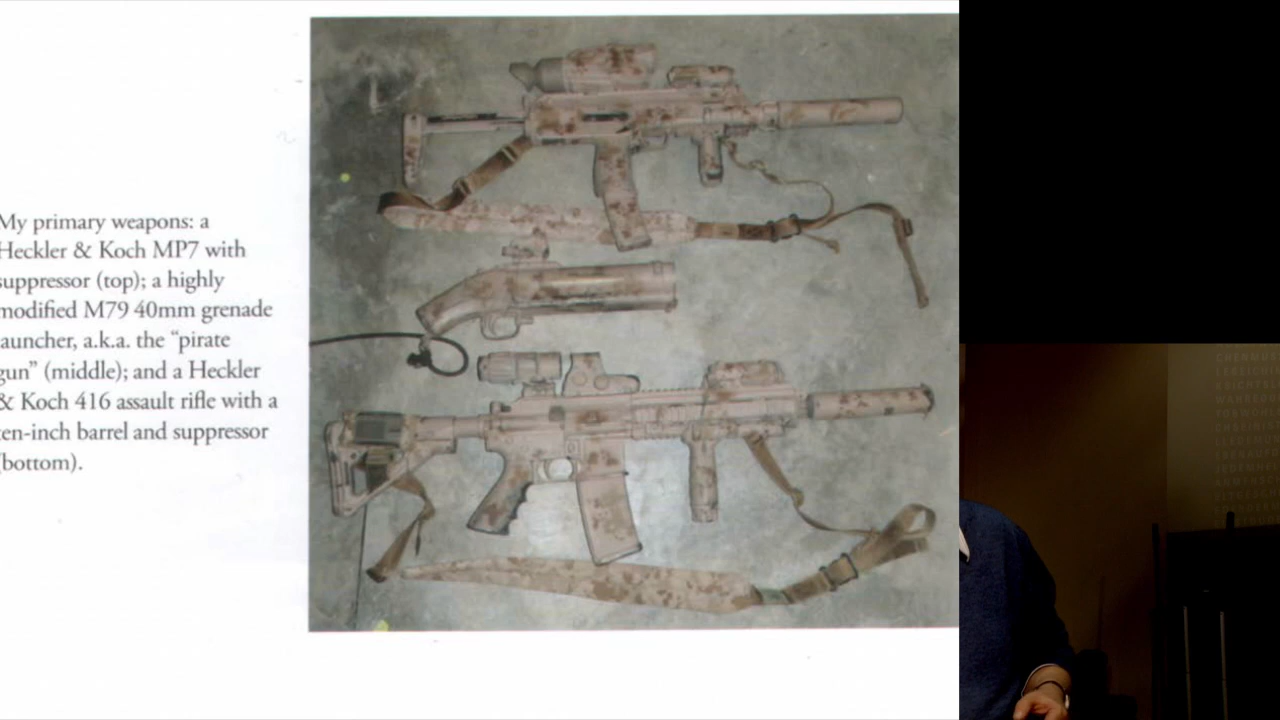 My primary weapons: a
Heckler & Koch MP7 with
suppressor (top); a highly
modified M79 40mm grenade
auncher, a.k.a. the “pirate
gun” (middle); and a Heckler
& Koch 416 assault rifle with a
ten-inch barrel and suppressor
(bottom).